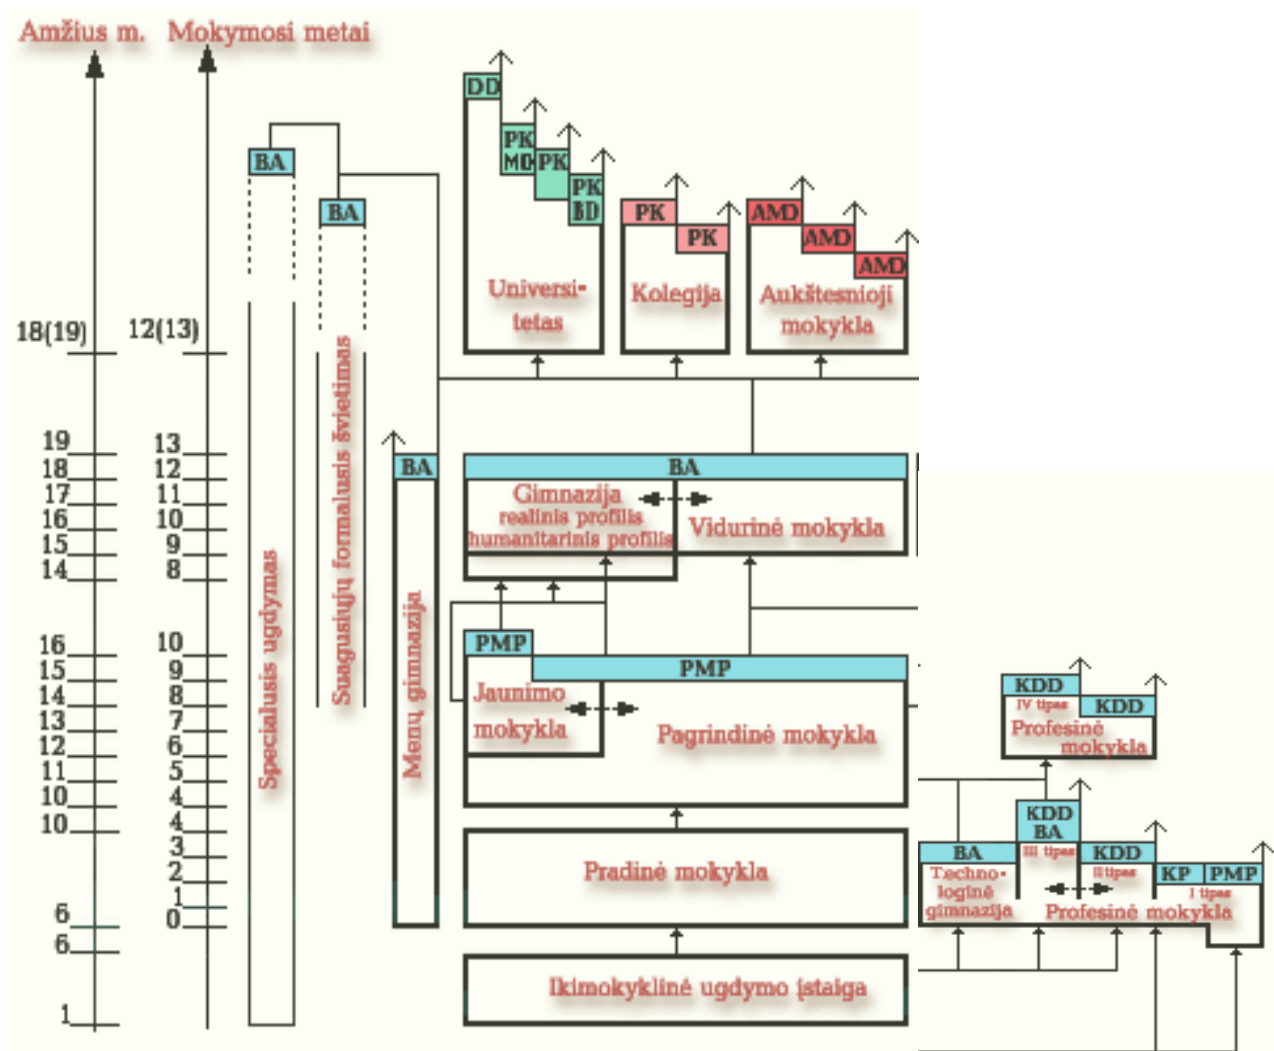 Amžius m.
Mokymosi metai
DD
PK
MD
PK
PK
BD
BA
BA
PK
PK
AMD
AMD
AMD
Universi-
tetas
Kolegija
Aukštesnioji
mokykla
18(19)
12(13)
19
18
17
16
15
14
13
12
11
10
9
8
16
15
14
13
12
11
10
10
6
6
1
10
9
8
7
6
5
4
4
3
2
1
0
Specialusis ugdymas
Suagusiųjų formalusis švietimas
BA
Menų gimnazija
BA
Gimnazija
realinis profilis
humanitarinis profilis
Vidurinė mokykla
PMP
PMP
Jaunimo
mokykla
Pagrindinė mokykla
Pradinė mokykla
Ikimokyklinė ugdymo įstaiga
KDD
KDD
IV tipas
Profesinė
mokykla
KDD
BA
BA
III tipas
KDD
II tipas
KP
PMP
I tipas
Techno-
loginė
gimnazija
Profesinė mokykla